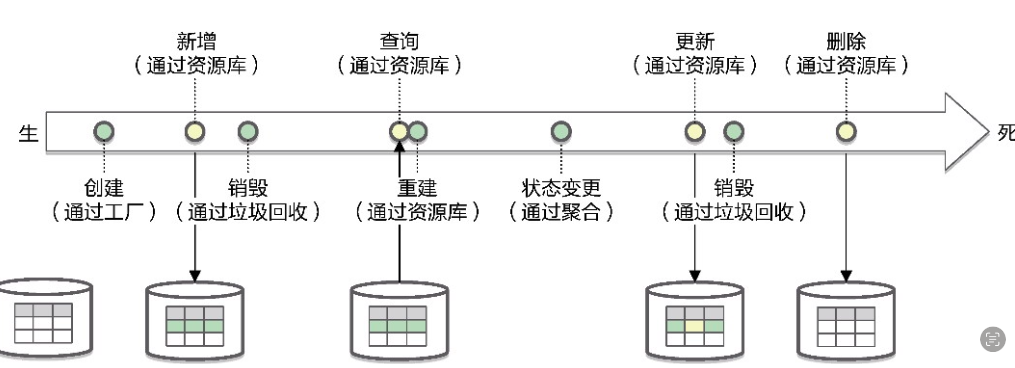 新增
（通过资源库）
查询
（通过资源库）
更新
（通过资源库）
删除
（通过资源库）
生
死
创建
（通过工厂）
销毁
（通过垃圾回收）
重建
（通过资源库）
状态变更
（通过聚合）
销毁
（通过垃圾回收）